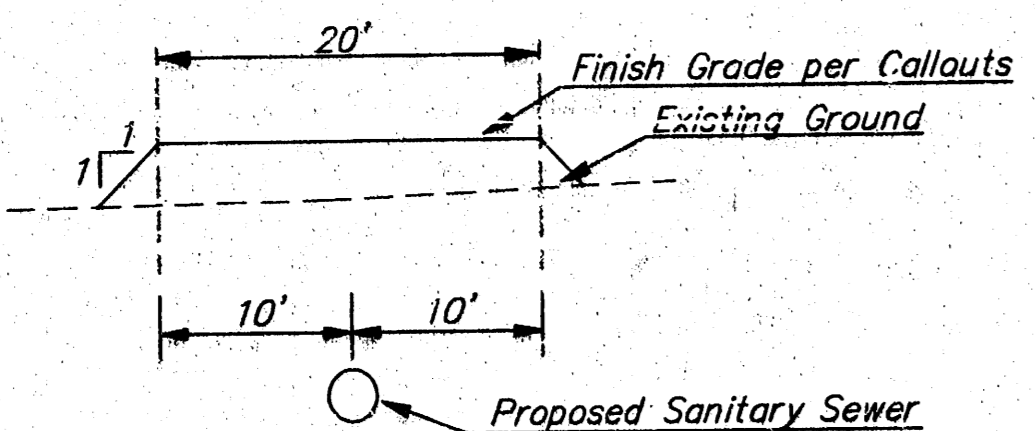 20'
Finish Grade per Callouts
Existing Ground
1
1
10'
10'
Proposed Sanitary Sewer